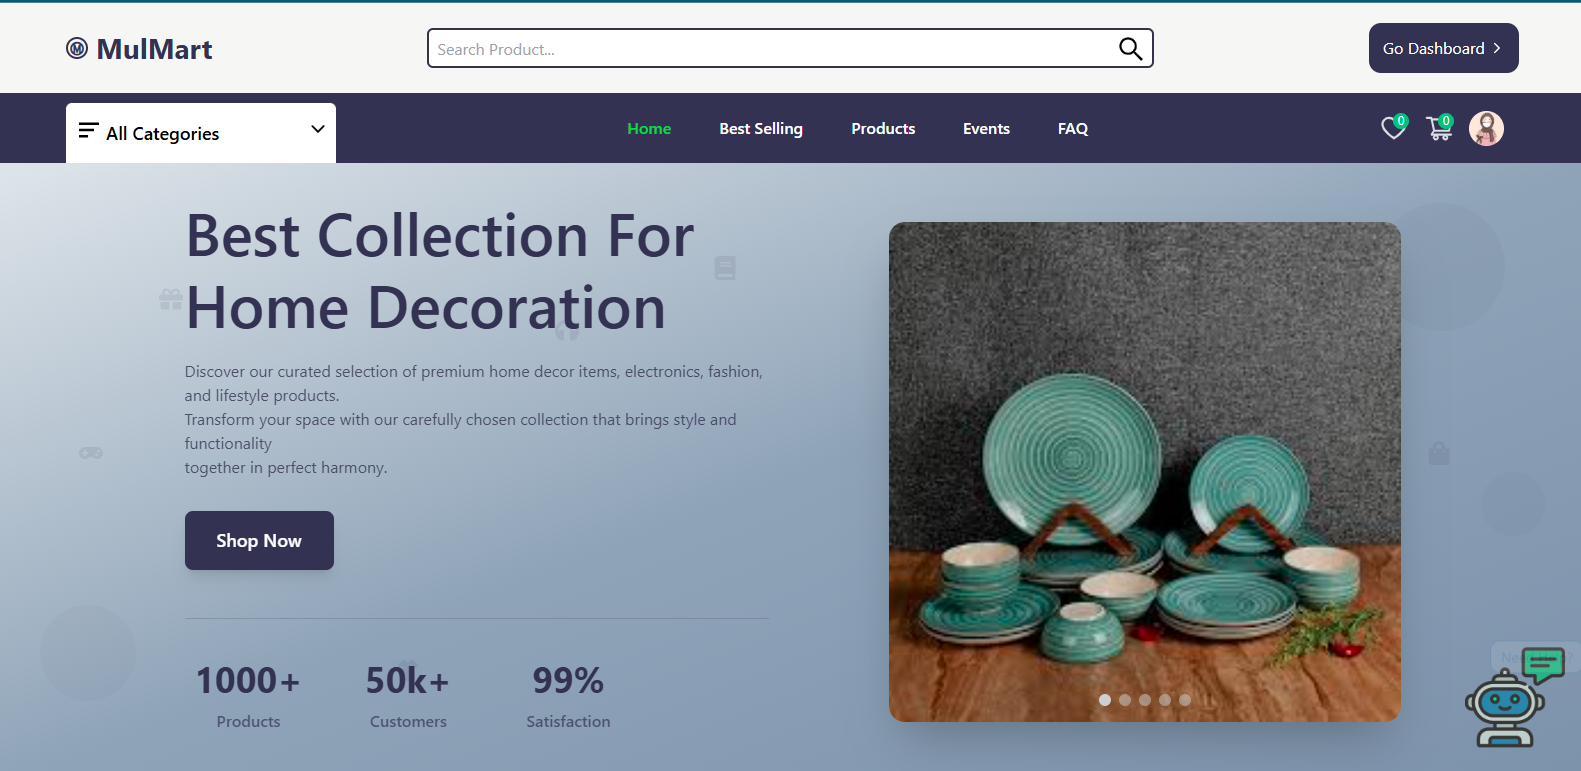 MulMart
Search Product...
Go Dashboard
All Categories
Home
Best Selling
Products
Events
FAQ
0
0
Best Collection For
Home Decoration
Discover our curated selection of premium home decor items, electronics, fashion,
and lifestyle products.
Transform your space with our carefully chosen collection that brings style and
functionality
together in perfect harmony.
Shop Now
1000+
Products
50k+
Customers
99%
Satisfaction